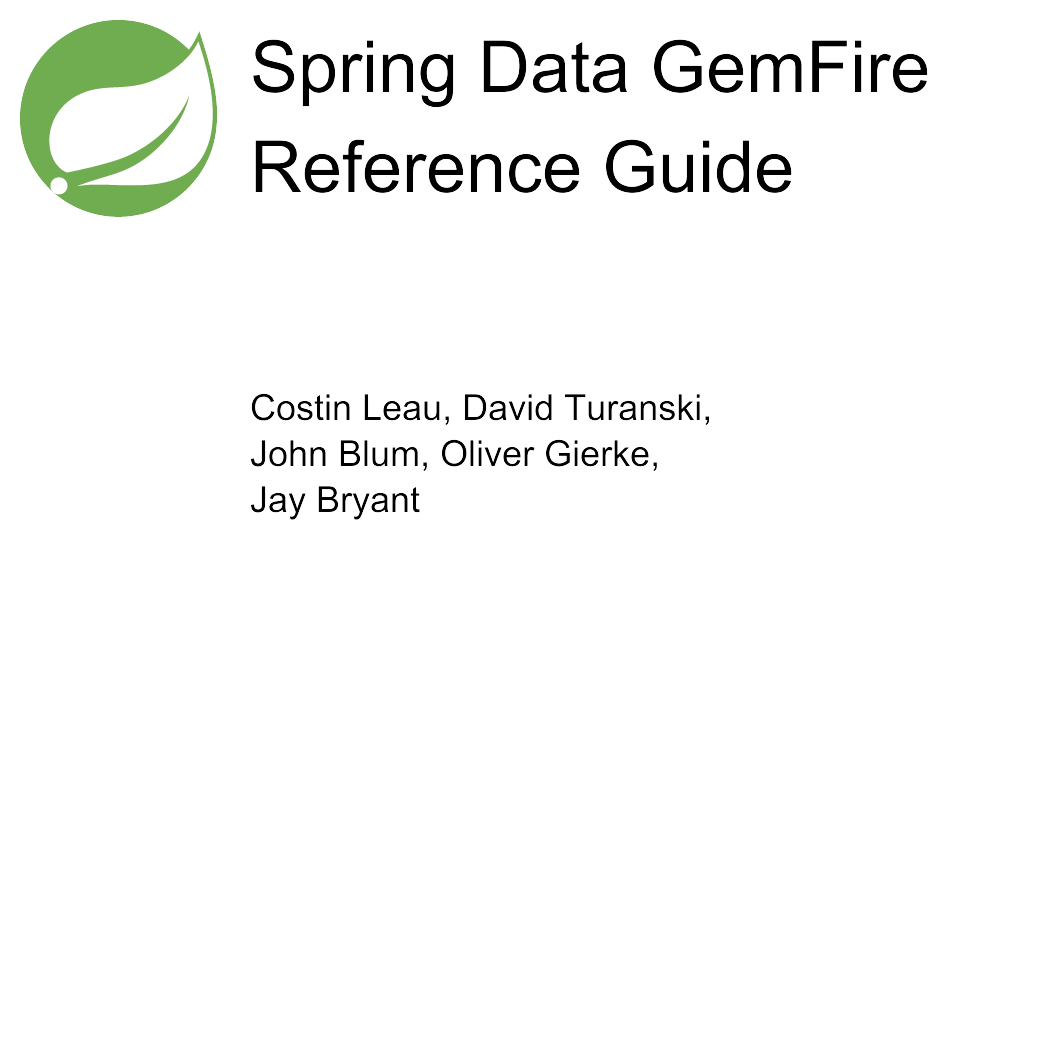 Spring Data GemFire
Reference Guide
Costin Leau, David Turanski,
John Blum, Oliver Gierke,
Jay Bryant